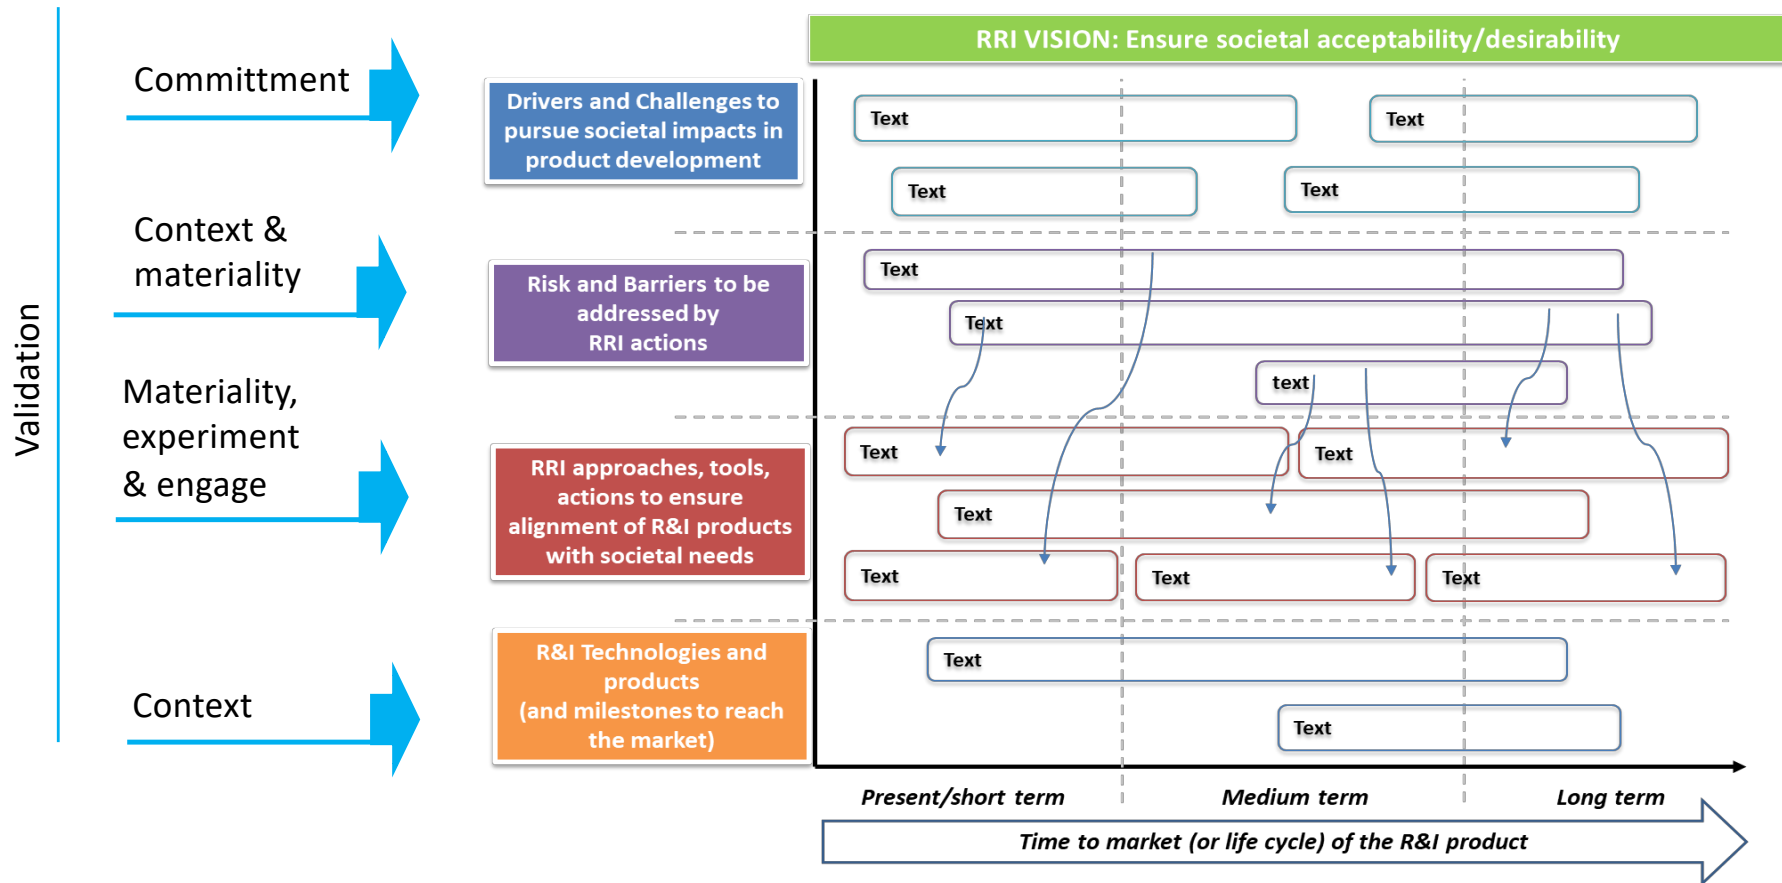 Validation
Committment
Context &
materiality
Materiality,
experiment
& engage
Context
RRI VISION: Ensure societal acceptability/desirability
Drivers and Challenges to
pursue societal impacts in
product development
Text
Text
Text
Text
Risk and Barriers to be
addressed by
RRI actions
Text
Text
text
RRI approaches, tools,
actions to ensure
alignment of R&I products
with societal needs
Text
Text
Text
Text
Text
Text
R&I Technologies and
products
(and milestones to reach
the market)
Text
Text
Present/short term
Medium term
Long term
Time to market (or life cycle) of the R&I product